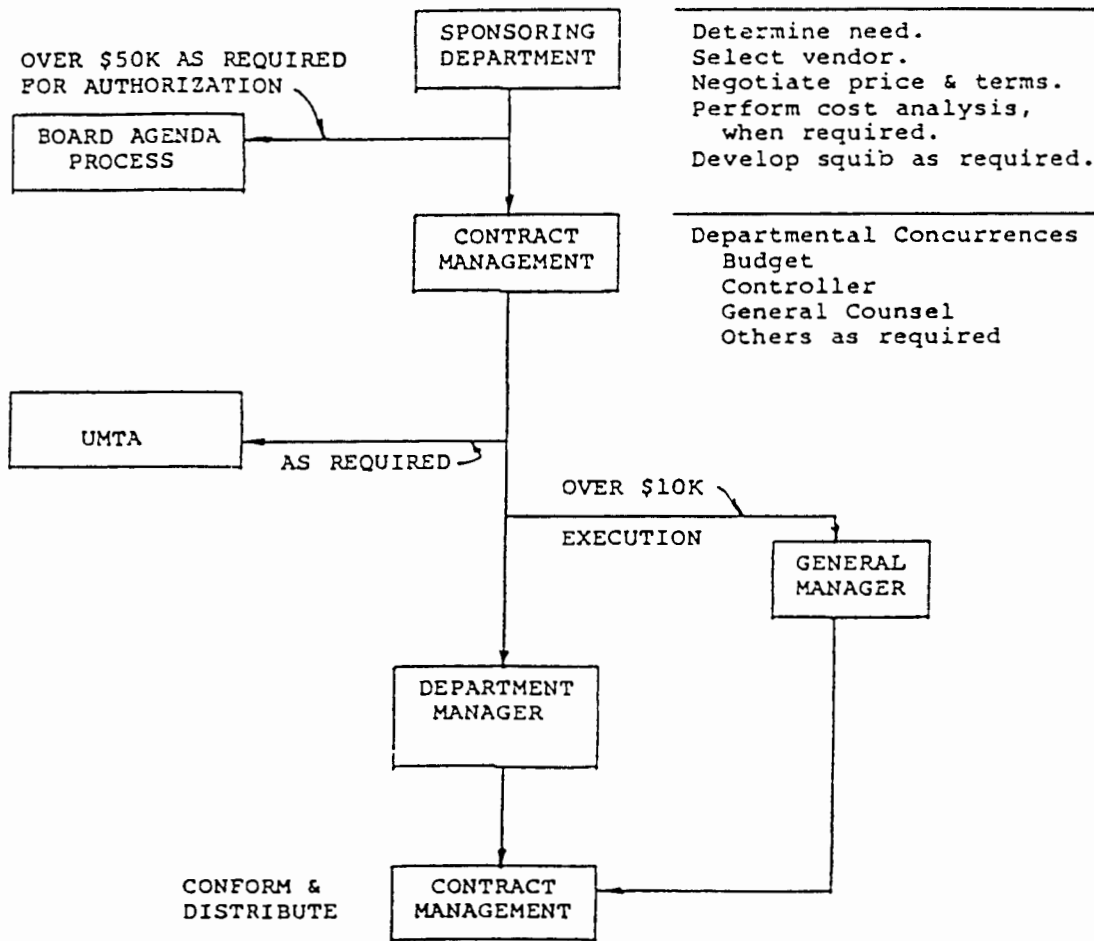 SPONSORING
DEPARTMENT
Determine need.
Select vendor.
Negotiate price & terms.
Perform cost analysis,
when required.
Develop squib as required.
OVER $50K AS REQUIRED
FOR AUTHORIZATION
BOARD AGENDA
PROCESS
CONTRACT
MANAGEMENT
Departmental Concurrences
Budget
Controller
General Counsel
Others as required
UMTA
AS REQUIRED
OVER $10K
EXECUTION
GENERAL
MANAGER
DEPARTMENT
MANAGER
CONFORM &
DISTRIBUTE
CONTRACT
MANAGEMENT